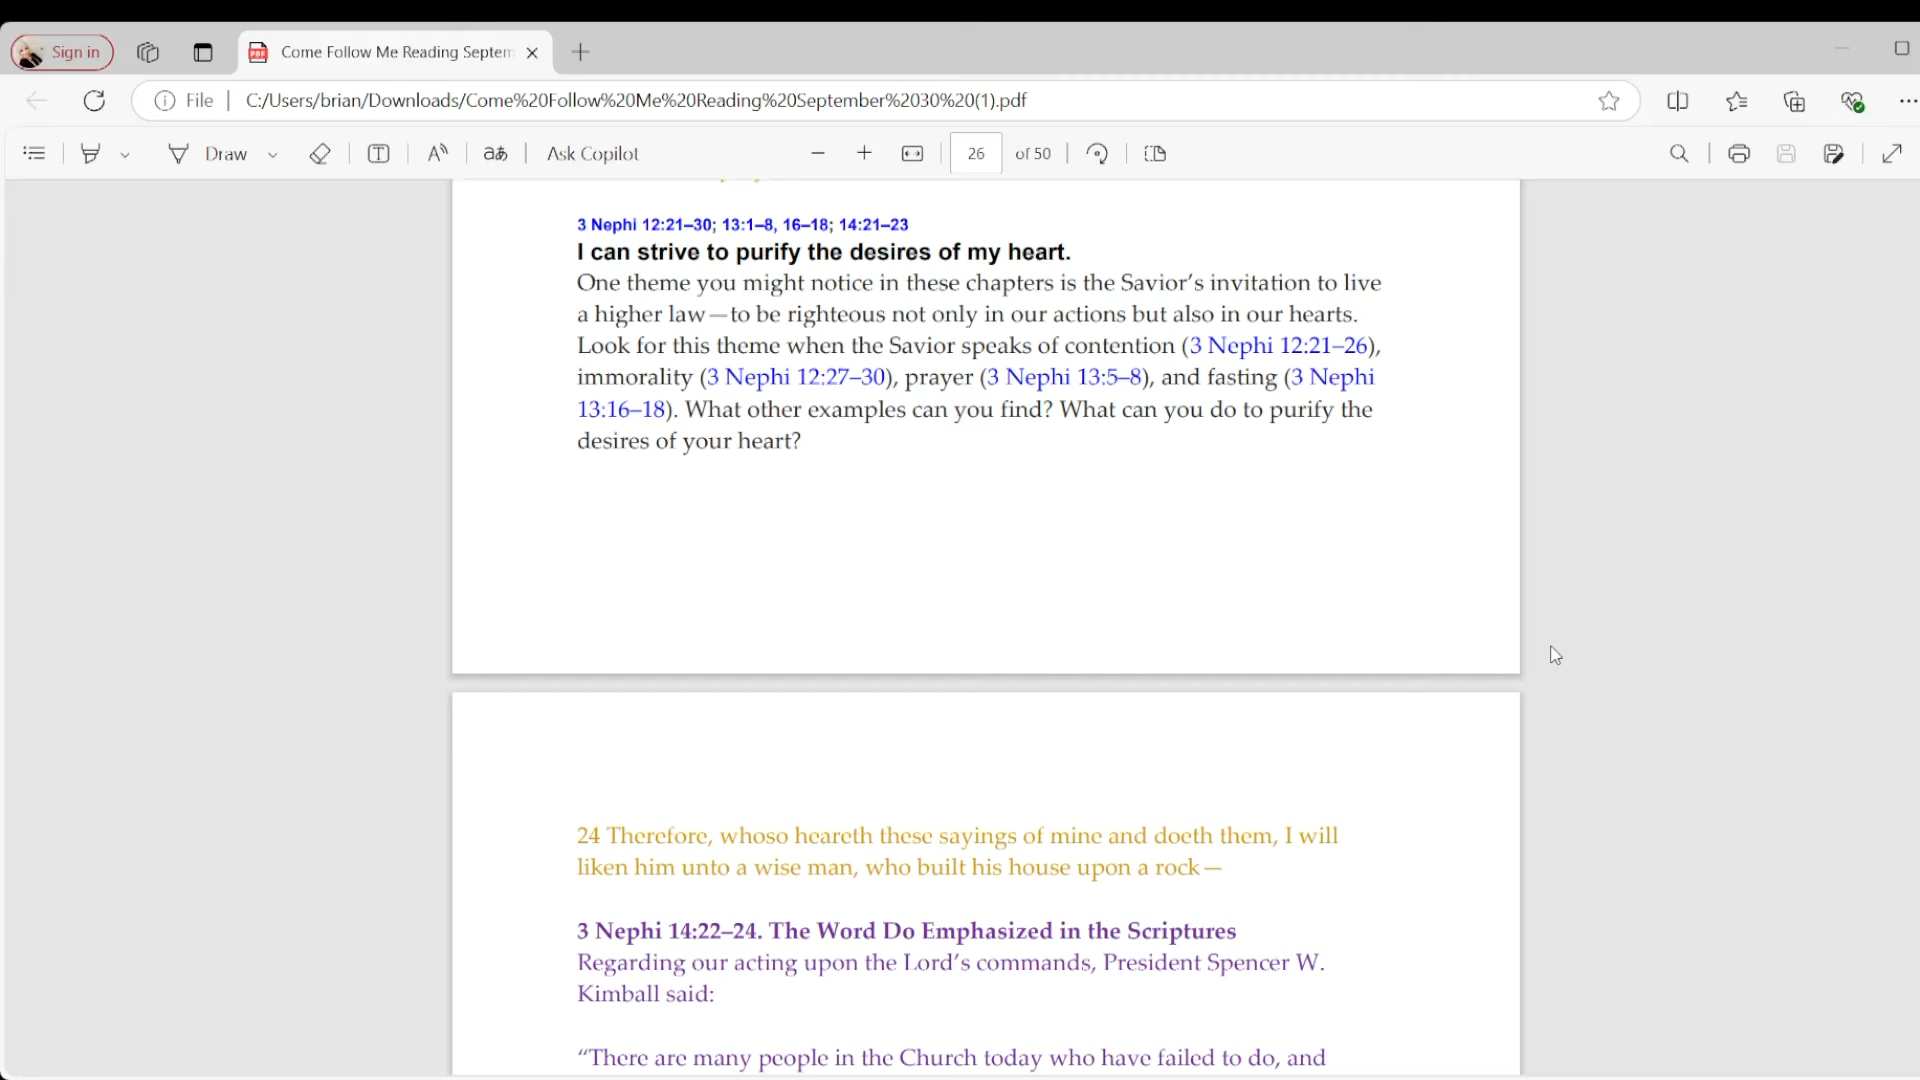 Sign in
Come Follow Me Reading Septem
File
C:/Users/brian/Downloads/Come%20Follow%20Me%20Reading%20September%2030%20(1).pdf
Draw
aあ
Ask Copilot
26
of 50
3 Nephi 12:21–30; 13:1–8, 16–18; 14:21–23
I can strive to purify the desires of my heart.
One theme you might notice in these chapters is the Savior’s invitation to live
a higher law—to be righteous not only in our actions but also in our hearts.
Look for this theme when the Savior speaks of contention (3 Nephi 12:21–26),
immorality (3 Nephi 12:27–30), prayer (3 Nephi 13:5–8), and fasting (3 Nephi
13:16–18). What other examples can you find? What can you do to purify the
desires of your heart?
24 Therefore, whoso heareth these sayings of mine and doeth them, I will
liken him unto a wise man, who built his house upon a rock—
3 Nephi 14:22–24. The Word Do Emphasized in the Scriptures
Regarding our acting upon the Lord’s commands, President Spencer W.
Kimball said:
“There are many people in the Church today who have failed to do, and